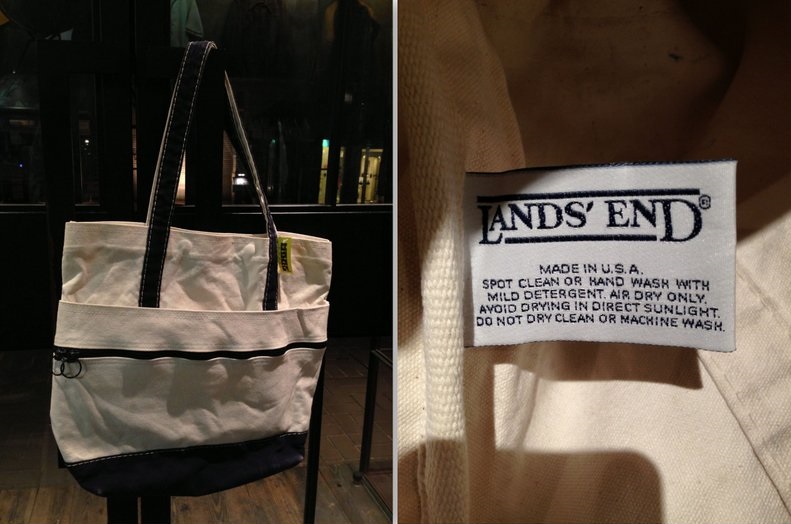 LANDS' END®
MADE IN U.S.A.
SPOT CLEAN OR HAND WASH WITH
MILD DETERGENT. AIR DRY ONLY.
AVOID DRYING IN DIRECT SUNLIGHT.
DO NOT DRY CLEAN OR MACHINE WASH.